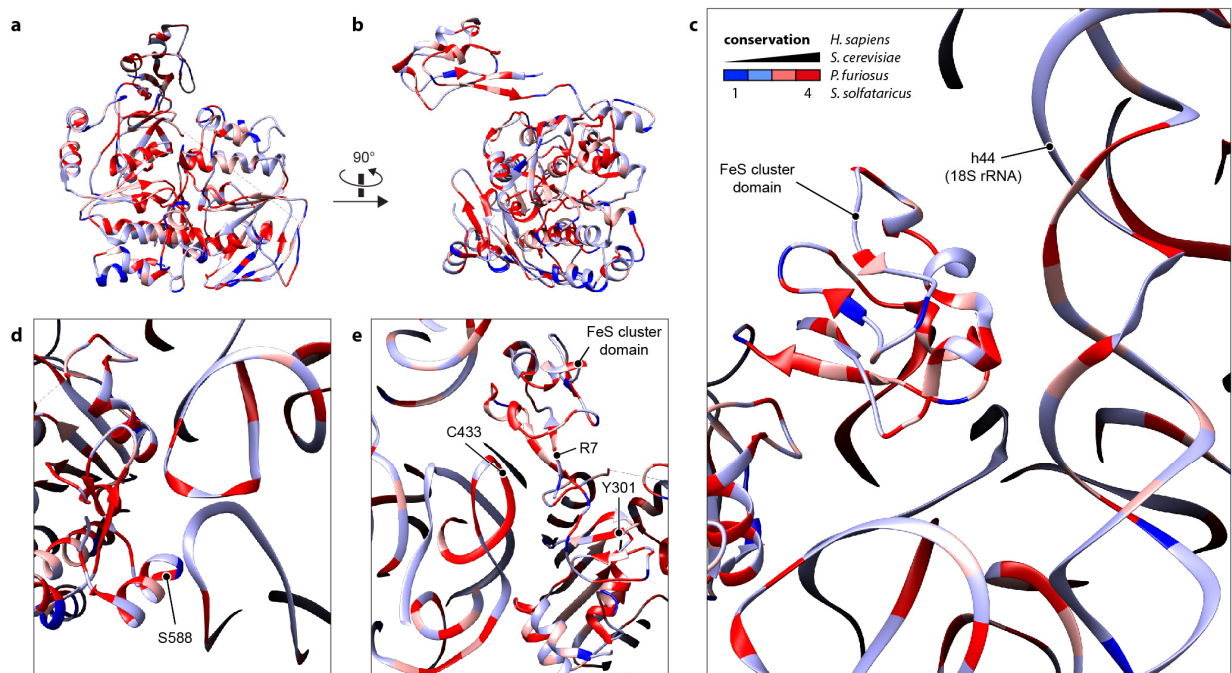 a
b
90°
c
conservation
H. sapiens
S. cerevisiae
P. furiosus
S. solfataricus
1
4
FeS cluster
domain
h44
(18S rRNA)
d
S588
e
FeS cluster
domain
C433
R7
Y301